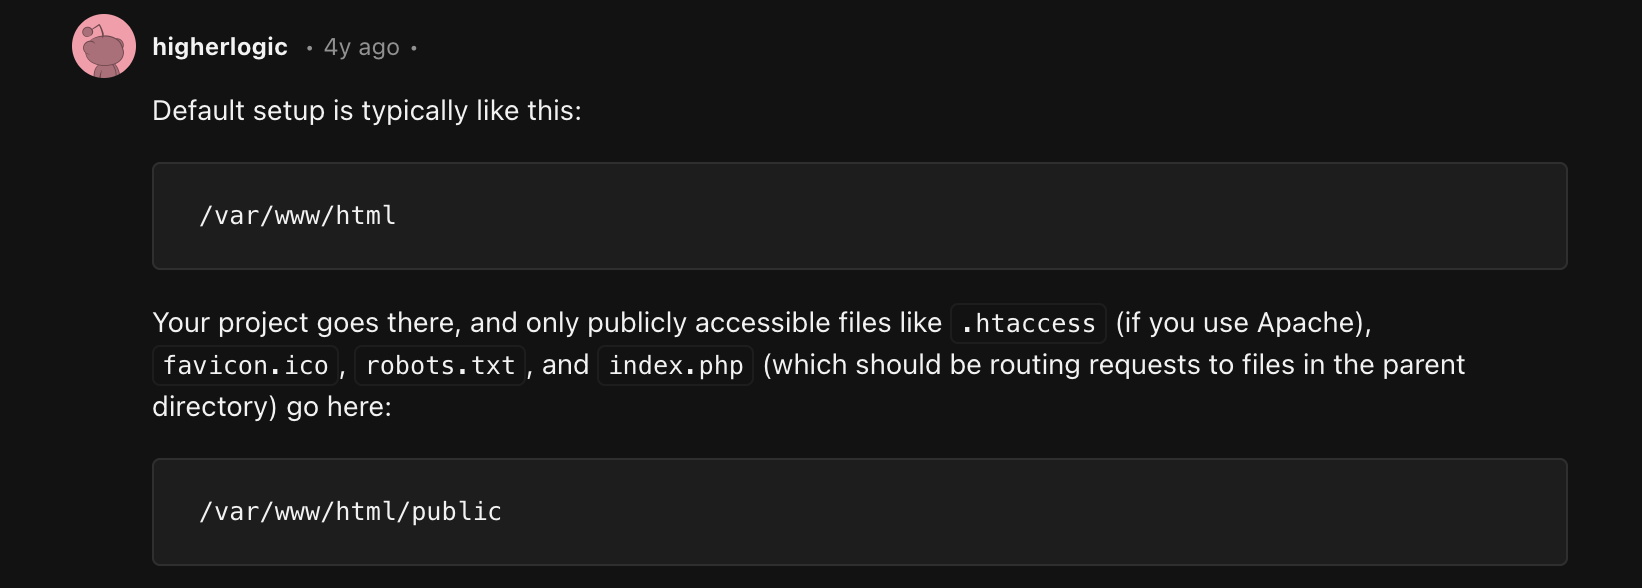 higherlogic • 4y ago •
Default setup is typically like this:
/var/www/html
Your project goes there, and only publicly accessible files like .htaccess (if you use Apache),
favicon.ico, robots.txt, and index.php (which should be routing requests to files in the parent
directory) go here:
/var/www/html/public